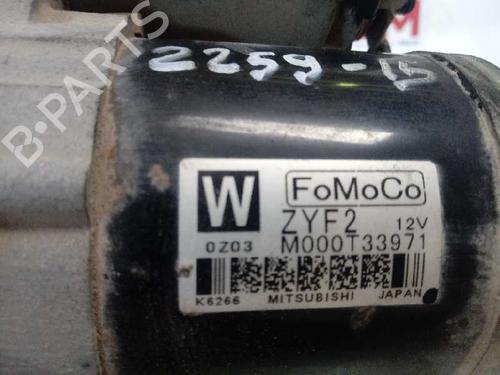 2259-15
W
FoMoCo
ZYF2 12V
0Z03 M000T33971
K6266 MITSUBISHI JAPAN
B-PARTS